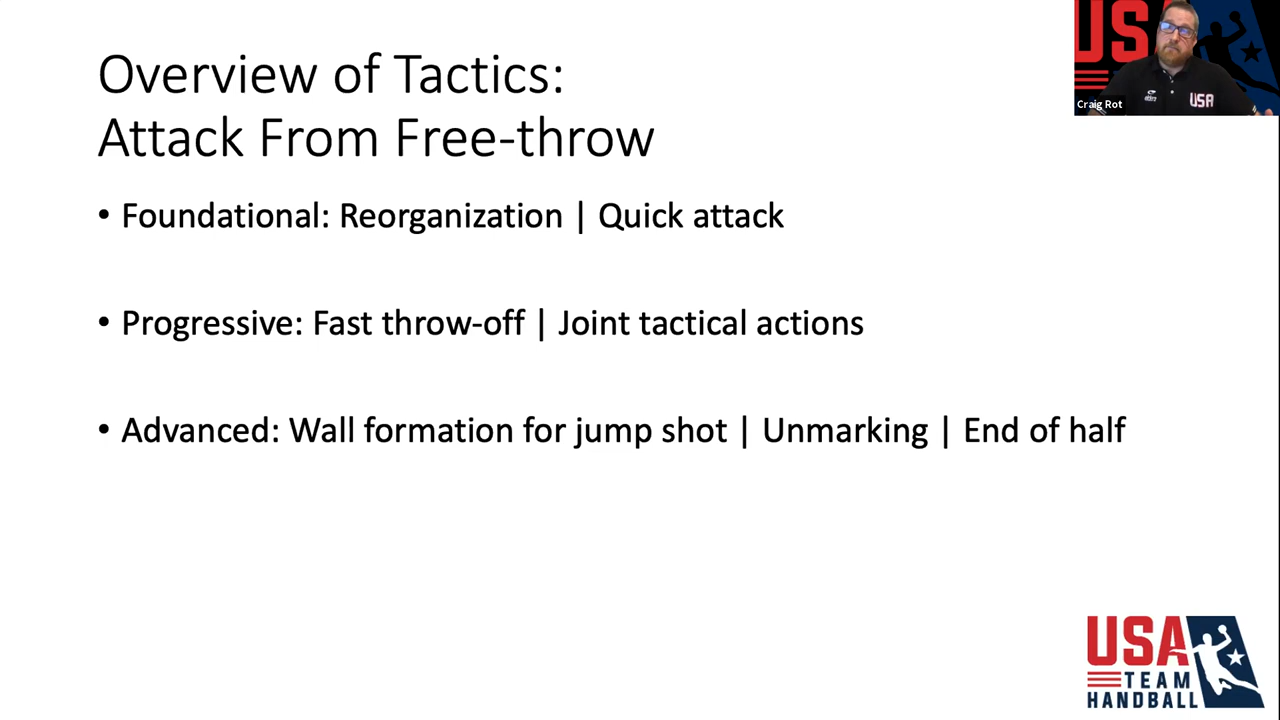 Overview of Tactics:
Attack From Free-throw
• Foundational: Reorganization | Quick attack
• Progressive: Fast throw-off | Joint tactical actions
• Advanced: Wall formation for jump shot | Unmarking | End of half
US
USA
Craig Rot
USA
TEAM
HANDBALL